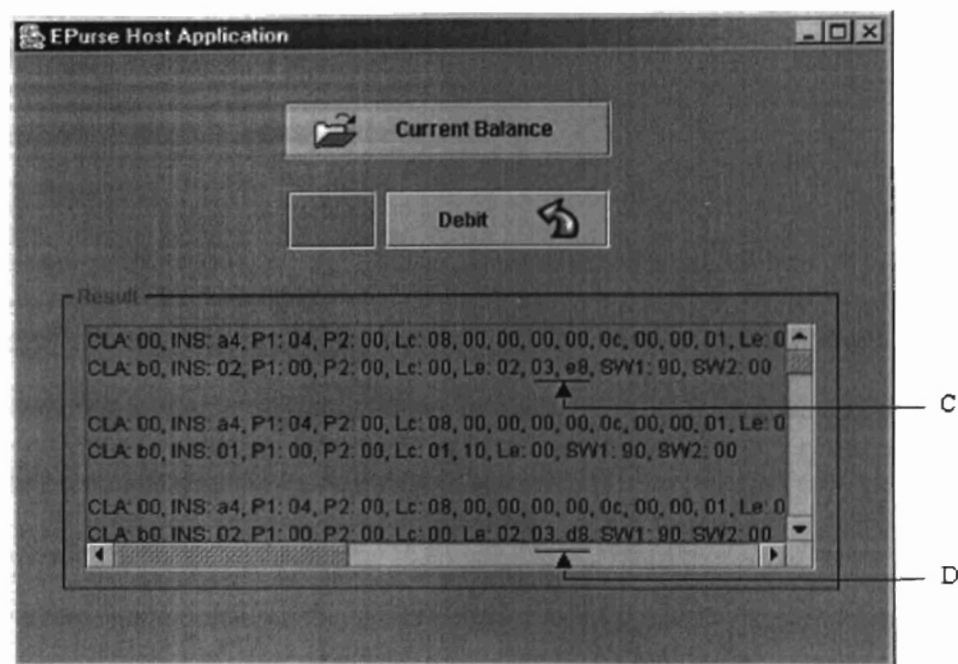 EPurse Host Application
Current Balance
Debit
Result
CLA: 00, INS: a4, P1: 04, P2: 00, Lc: 08, 00, 00, 00, 00, 0c, 00, 00, 01, Le: 0
CLA: b0, INS: 02, P1: 00, P2: 00, Lc: 00, Le: 02, 03, e8, SW1: 90, SW2: 00
C
CLA: 00, INS: a4, P1: 04, P2: 00, Lc: 08, 00, 00, 00, 00, 0c, 00, 00, 01, Le: 0
CLA: b0, INS: 01, P1: 00, P2: 00, Lc: 01, 10, Le: 00, SW1: 90, SW2: 00
CLA: 00, INS: a4, P1: 04, P2: 00, Lc: 08, 00, 00, 00, 00, 0c, 00, 00, 01, Le: 0
CLA: b0, INS: 02, P1: 00, P2: 00, Lc: 00, Le: 02, 03, d8, SW1: 90, SW2: 00
D